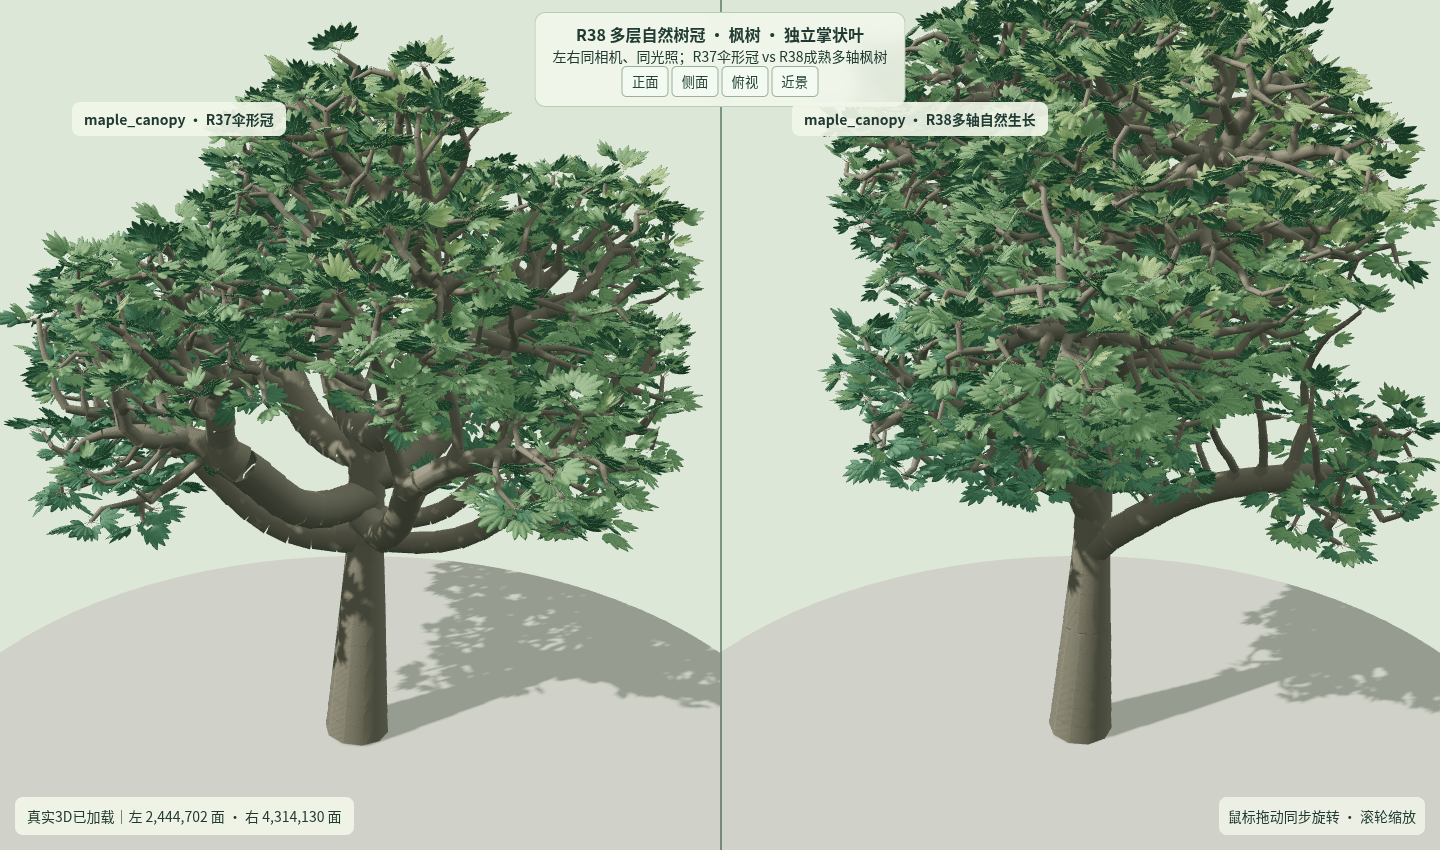 R38 多层自然树冠 · 枫树 · 独立掌状叶
左右同相机、同光照；R37伞形冠 vs R38成熟多轴枫树
正面 侧面 俯视 近景
maple_canopy · R37伞形冠
maple_canopy · R38多轴自然生长
真实3D已加载｜左 2,444,702 面 · 右 4,314,130 面
鼠标拖动同步旋转 · 滚轮缩放